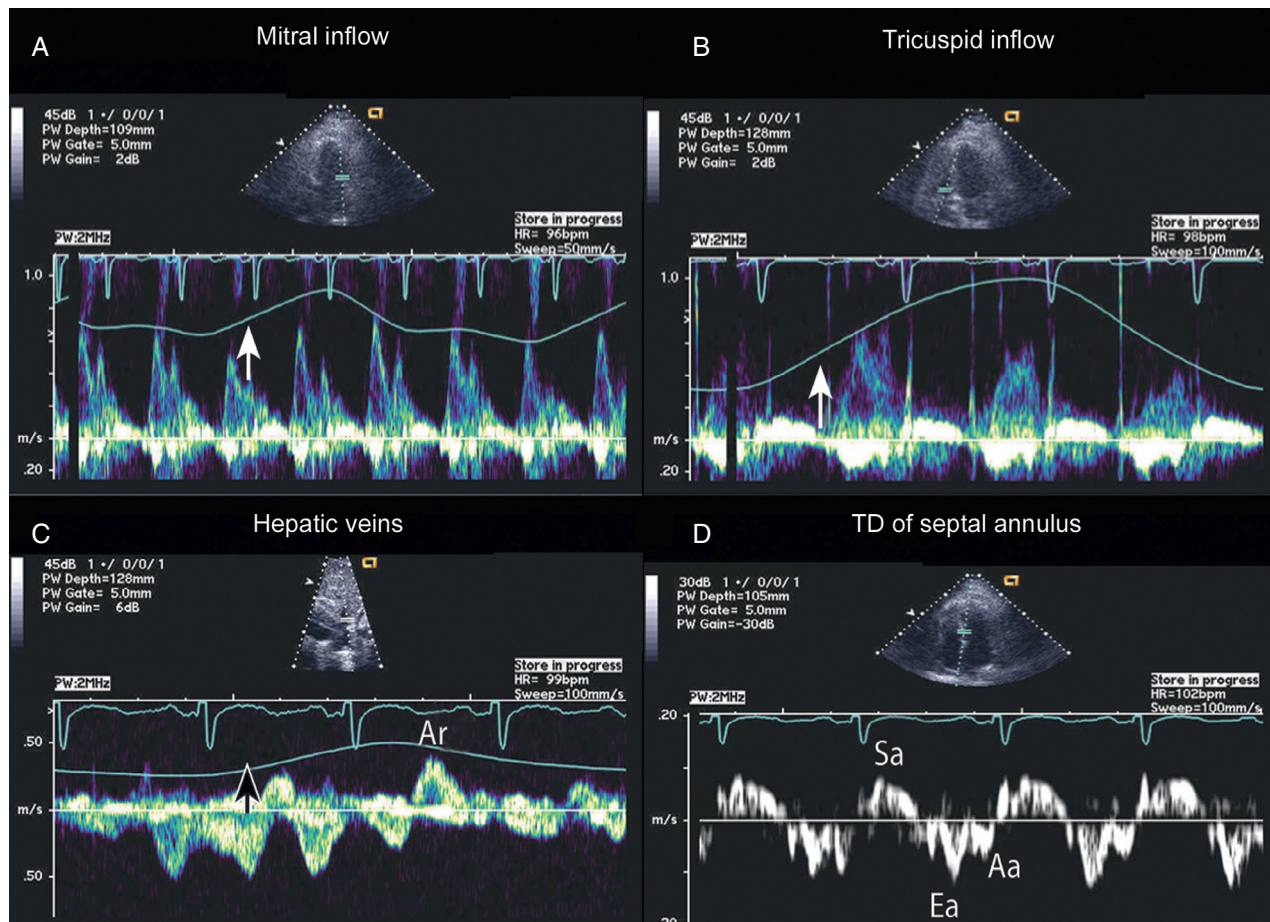 A
Mitral inflow
45dB 1 •/ 0/0/ 1
PW Depth=109mm
PW Gate= 5.0mm
PW Gain= 2dB
Store in progress
HR= 96bpm
Sweep=50mm/s
PW:2MHz
1.0
m/s
.20
B
Tricuspid inflow
45dB 1 •/ 0/0/ 1
PW Depth=128mm
PW Gate= 5.0mm
PW Gain= 2dB
Store in progress
HR= 98bpm
Sweep=100mm/s
PW:2MHz
1.0
m/s
.20
C
Hepatic veins
45dB 1 •/ 0/0/ 1
PW Depth=128mm
PW Gate= 5.0mm
PW Gain= 6dB
Store in progress
HR= 99bpm
Sweep=100mm/s
PW:2MHz
.50
Ar
m/s
.50
D
TD of septal annulus
30dB 1 •/ 0/0/ 1
PW Depth=105mm
PW Gate= 5.0mm
PW Gain=-30dB
Store in progress
HR=102bpm
Sweep=100mm/s
PW:2MHz
.20
Sa
m/s
Aa
Ea
.20